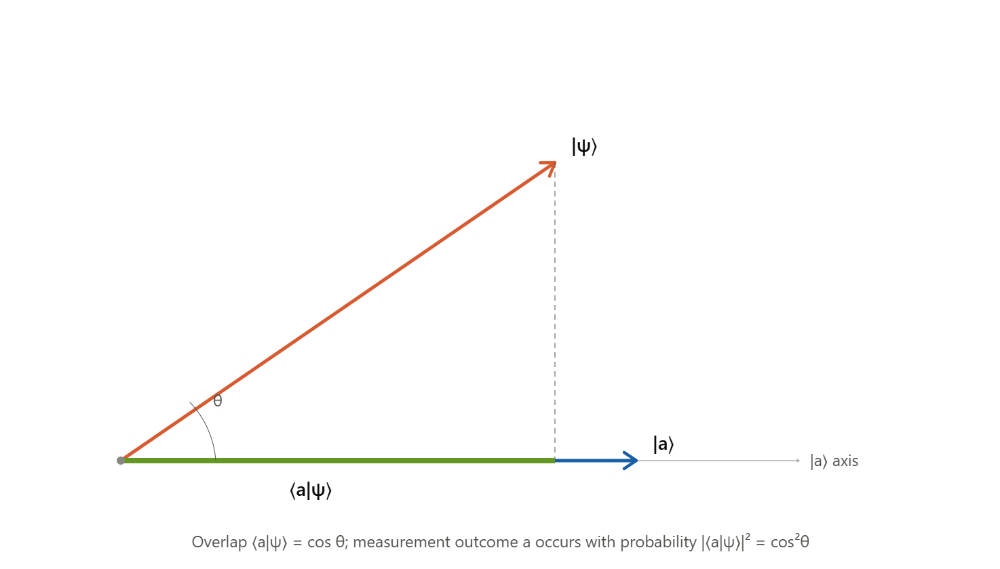 |ψ⟩
θ
|a⟩
|a⟩ axis
⟨a|ψ⟩
Overlap ⟨a|ψ⟩ = cos θ; measurement outcome a occurs with probability |⟨a|ψ⟩|² = cos²θ